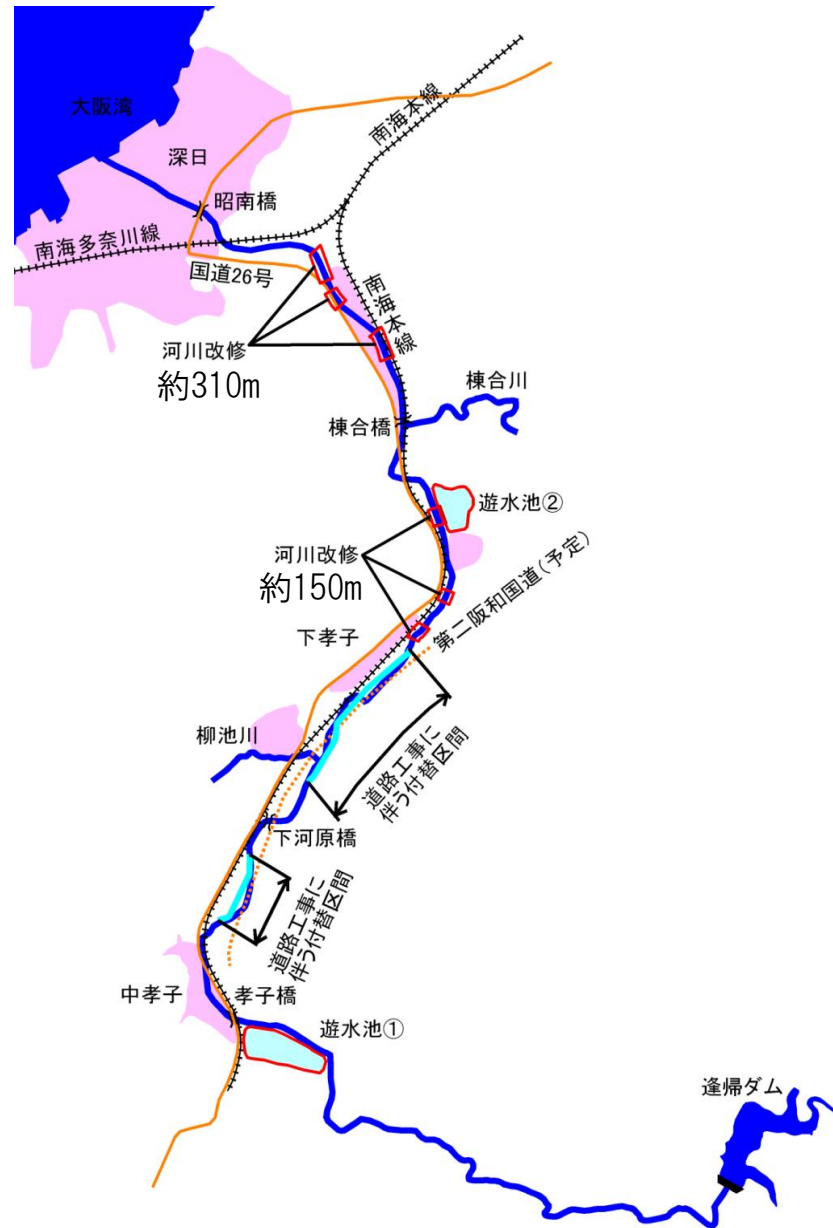 大阪湾
深日
昭南橋
南海本線
南海多奈川線
国道26号
南海本線
河川改修
約310m
棟合川
棟合橋
遊水池②
河川改修
約150m
第二阪和国道(予定)
下孝子
柳池川
道路工事に
伴う付替区間
下河原橋
道路工事に
伴う付替区間
中孝子
孝子橋
遊水池①
逢帰ダム